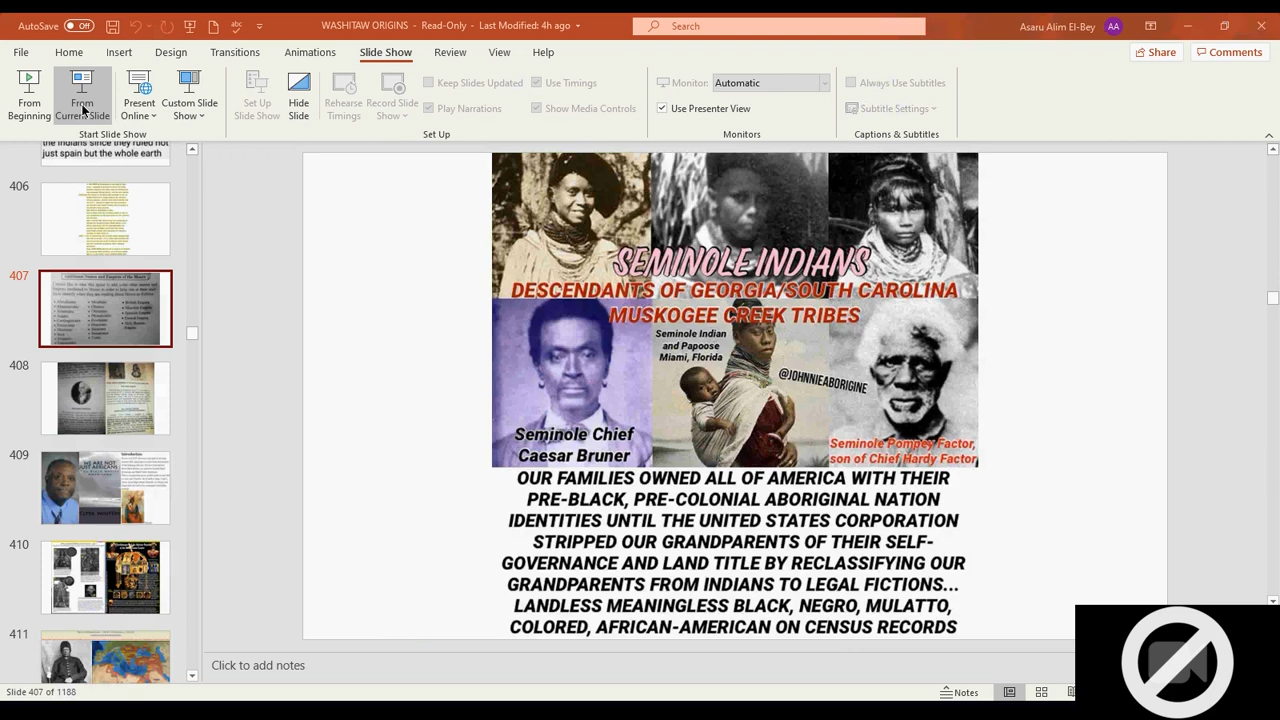 AutoSave Off
WASHITAW ORIGINS - Read-Only - Last Modified: 4h ago
Search
Asaru Alim El-Bey AA
File Home Insert Design Transitions Animations Slide Show Review View Help
Share Comments
From Beginning
From Current Slide
Present Online
Custom Slide Show
Set Up Slide Show
Hide Slide
Rehearse Timings
Record Slide Show
Keep Slides Updated
Play Narrations
Use Timings
Show Media Controls
Monitor: Automatic
Use Presenter View
Always Use Subtitles
Subtitle Settings
Start Slide Show
Set Up
Monitors
Captions & Subtitles
the Indians since they ruled not
just spain but the whole earth
406
407
408
409
410
411
SEMINOLE INDIANS
DESCENDANTS OF GEORGIA/SOUTH CAROLINA
MUSKOGEE CREEK TRIBES
Seminole Indian
and Papoose
Miami, Florida
@JOHNNIEABORIGINE
Seminole Chief
Caesar Bruner
Seminole Pompey Factor,
son of Chief Hardy Factor
OUR FAMILIES OWNED ALL OF AMERICA WITH THEIR
PRE-BLACK, PRE-COLONIAL ABORIGINAL NATION
IDENTITIES UNTIL THE UNITED STATES CORPORATION
STRIPPED OUR GRANDPARENTS OF THEIR SELF-
GOVERNANCE AND LAND TITLE BY RECLASSIFYING OUR
GRANDPARENTS FROM INDIANS TO LEGAL FICTIONS...
LANDLESS MEANINGLESS BLACK, NEGRO, MULATTO,
COLORED, AFRICAN-AMERICAN ON CENSUS RECORDS
Click to add notes
Slide 407 of 1188
Notes